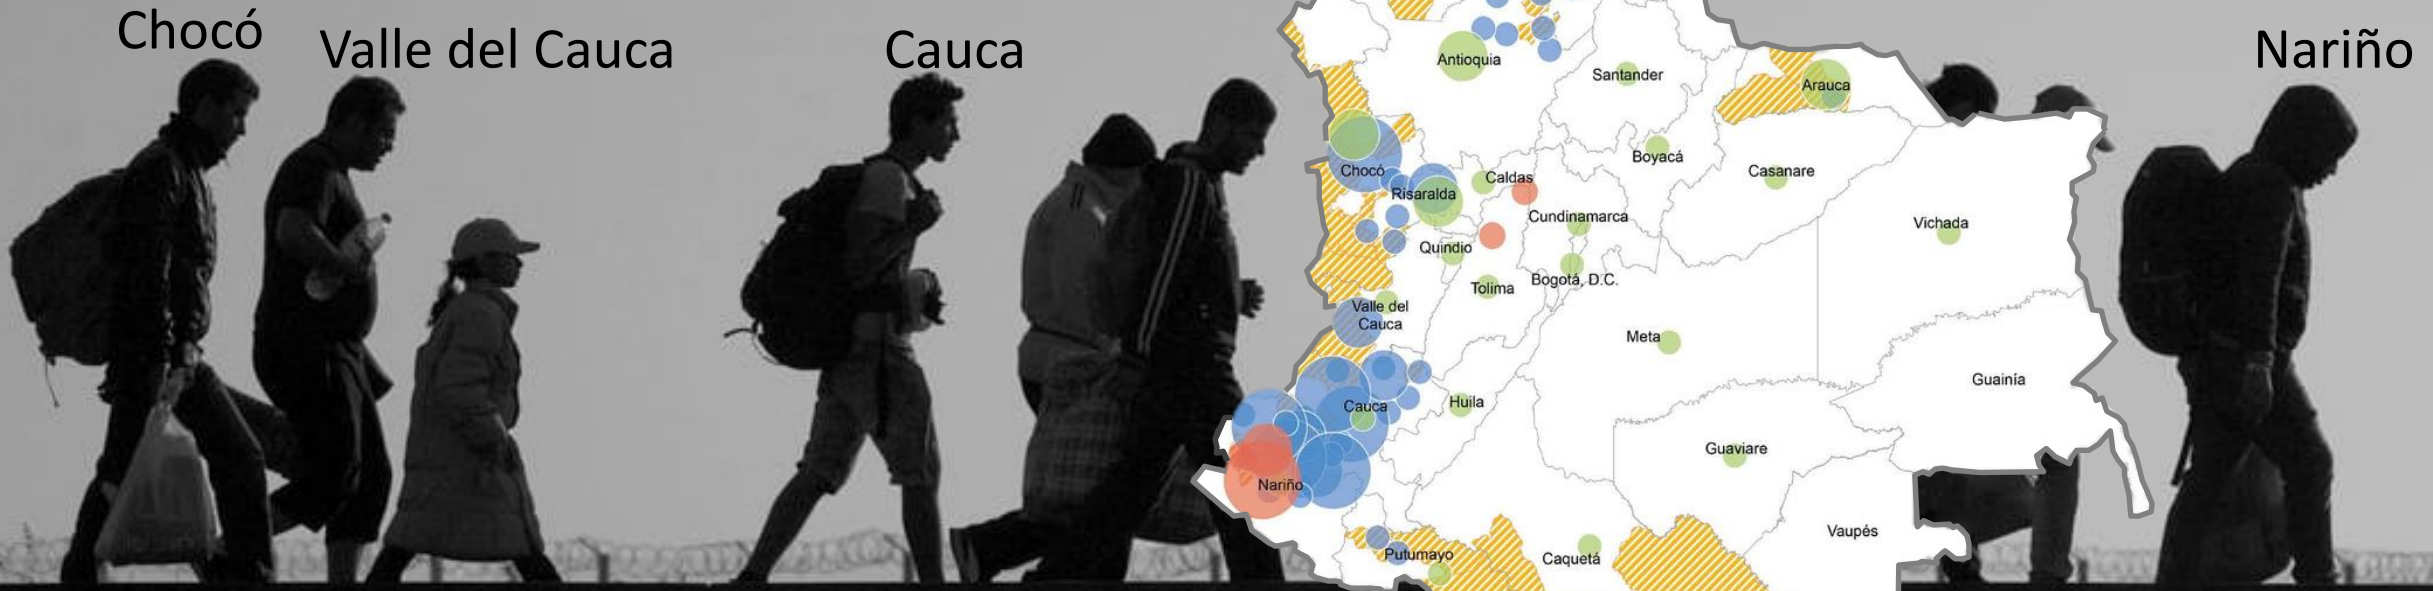 Chocó
Valle del Cauca
Cauca
Nariño
Antioquia
Santander
Arauca
Chocó
Risaralda
Caldas
Boyacá
Casanare
Cundinamarca
Vichada
Quindio
Tolima
Bogotá, D.C.
Valle del
Cauca
Meta
Guainía
Cauca
Huila
Guaviare
Nariño
Vaupés
Putumayo
Caquetá